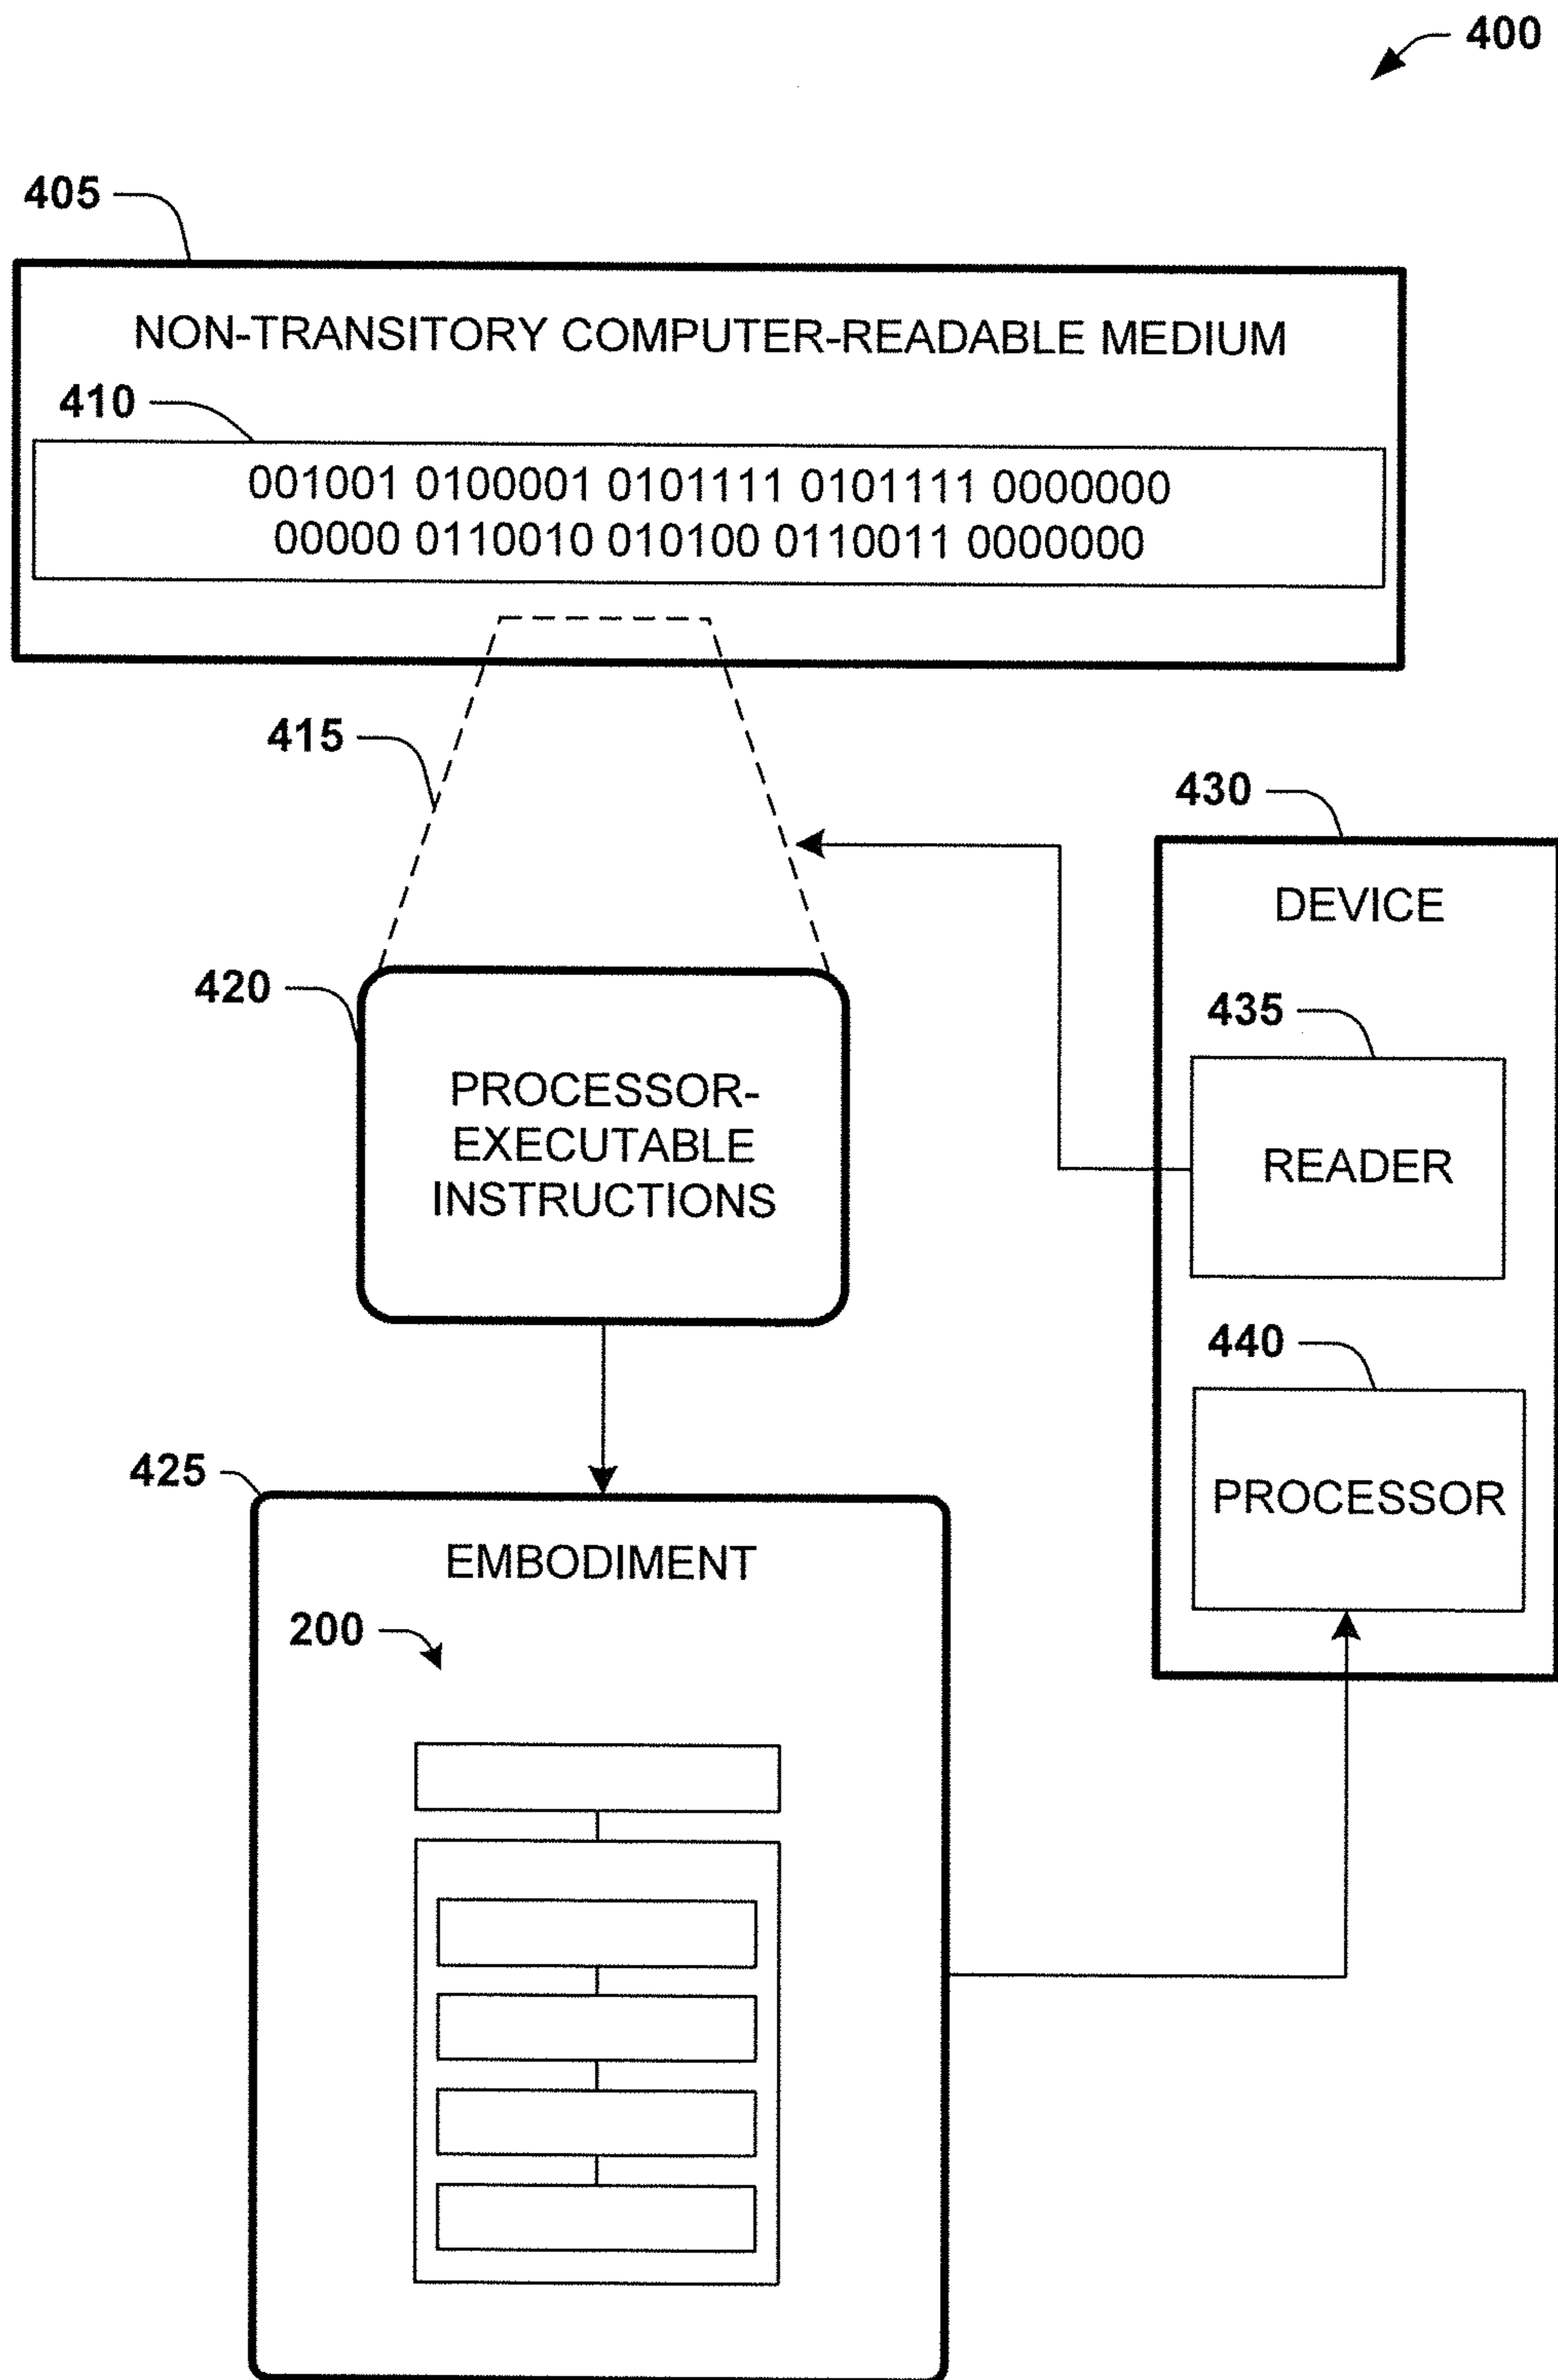 400
405
NON-TRANSITORY COMPUTER-READABLE MEDIUM
410
001001 0100001 0101111 0101111 0000000
00000 0110010 010100 0110011 0000000
415
430
DEVICE
420
435
PROCESSOR-
EXECUTABLE
INSTRUCTIONS
READER
440
PROCESSOR
425
EMBODIMENT
200